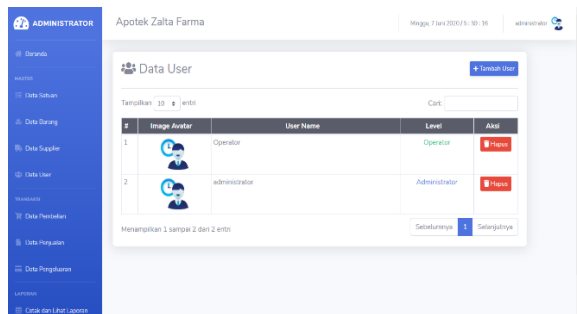 ADMINISTRATOR
Apotek Zalta Farma
Minggu, 7 Juni 2020 / 5 : 50 : 36
administrator
Beranda
MASTER
Data Satuan
Data Barang
Data Supplier
Data User
TRANSAKSI
Data Pembelian
Data Penjualan
Data Pengeluaran
LAPORAN
Cetak dan Lihat Laporan
Data User
+ Tambah User
Tampilkan 10 entri
Cari:
# Image Avatar User Name Level Aksi
1 Operator Operator Hapus
2 administrator Administrator Hapus
Menampilkan 1 sampai 2 dari 2 entri
Sebelumnya 1 Selanjutnya